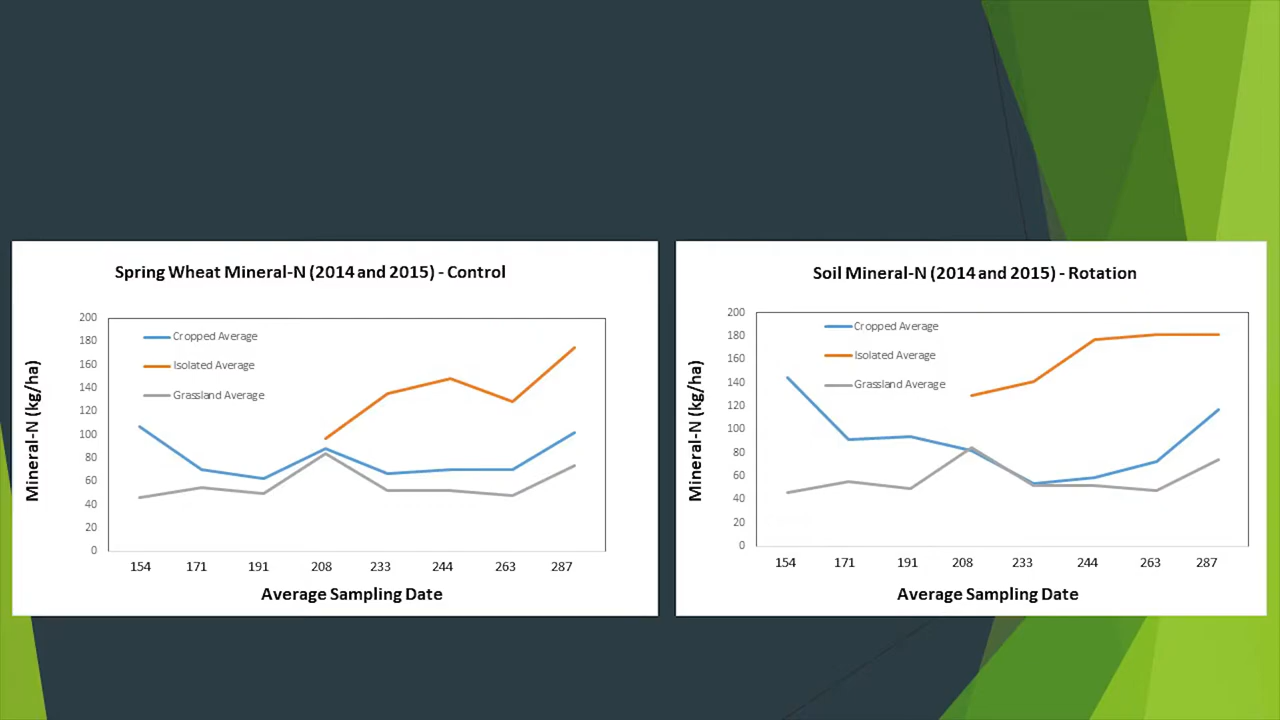 Spring Wheat Mineral-N (2014 and 2015) - Control
200
180
160
140
120
100
80
60
40
20
0
Cropped Average
Isolated Average
Grassland Average
Mineral-N (kg/ha)
154 171 191 208 233 244 263 287
Average Sampling Date
Soil Mineral-N (2014 and 2015) - Rotation
200
180
160
140
120
100
80
60
40
20
0
Cropped Average
Isolated Average
Grassland Average
Mineral-N (kg/ha)
154 171 191 208 233 244 263 287
Average Sampling Date